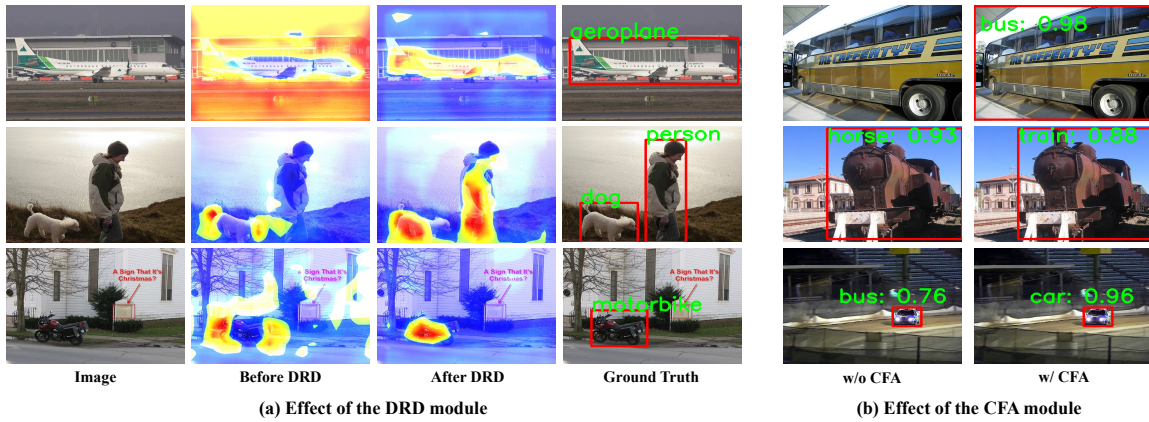 aeroplane
bus: 0.98
McCAFFERTY'S
McCAFFERTY'S
person
dog
horse: 0.93
train: 0.88
A Sign That It's
Christmas?
A Sign That It's
Christmas?
A Sign That It's
Christmas?
A Sign That It's
Christmas?
motorbike
bus: 0.76
car: 0.96
Image
Before DRD
After DRD
Ground Truth
w/o CFA
w/ CFA
(a) Effect of the DRD module
(b) Effect of the CFA module